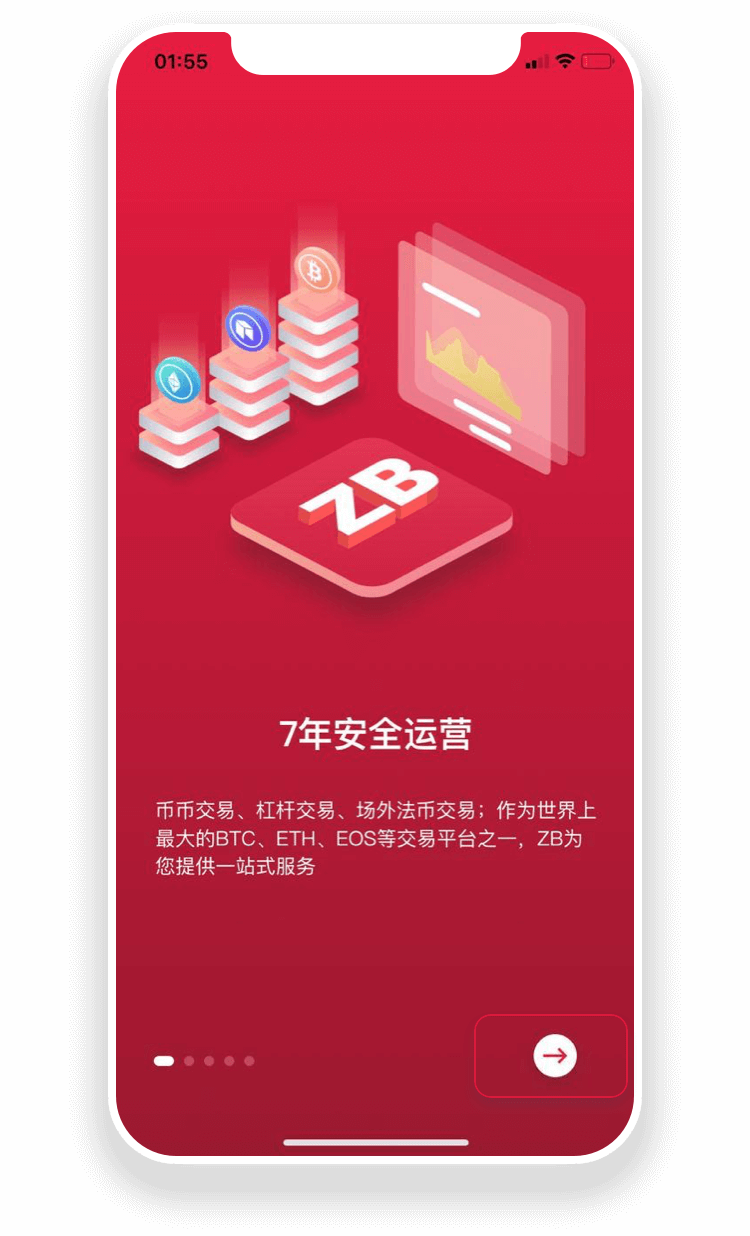 01:55
ZB
7年安全运营
币币交易、杠杆交易、场外法币交易；作为世界上
最大的BTC、ETH、EOS等交易平台之一，ZB为
您提供一站式服务